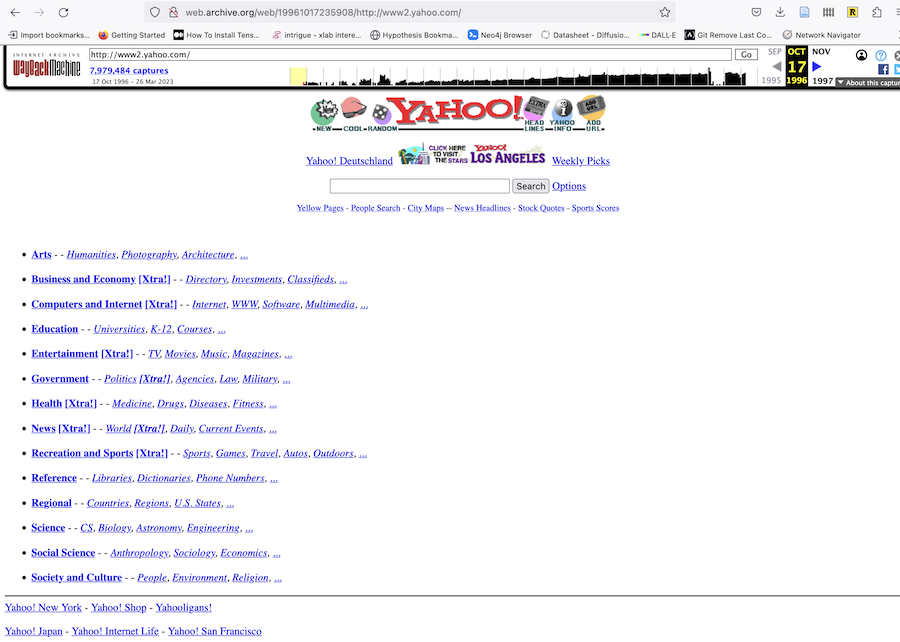 web.archive.org/web/19961017235908/http://www2.yahoo.com/
Import bookmarks... Getting Started How To Install Tens... intrigue – xlab intere... Hypothesis Bookma... Neo4j Browser Datasheet - Diffusio... DALL·E Git Remove Last Co... Network Navigator
INTERNET ARCHIVE
WayBackMachine
http://www2.yahoo.com/ Go SEP OCT NOV
7,979,484 captures 17
17 Oct 1996 – 26 Mar 2023 1995 1996 1997 ▼ About this captur
YAHOO!
NEW COOL RANDOM HEAD LINES YAHOO INFO ADD URL
New EXTRA i ADD URL
Yahoo! Deutschland CLICK HERE TO VISIT THE STARS YAHOO! LOS ANGELES Weekly Picks
Search Options
Yellow Pages - People Search - City Maps -- News Headlines - Stock Quotes - Sports Scores
• Arts - - Humanities, Photography, Architecture, ...
• Business and Economy [Xtra!] - - Directory, Investments, Classifieds, ...
• Computers and Internet [Xtra!] - - Internet, WWW, Software, Multimedia, ...
• Education - - Universities, K-12, Courses, ...
• Entertainment [Xtra!] - - TV, Movies, Music, Magazines, ...
• Government - - Politics [Xtra!], Agencies, Law, Military, ...
• Health [Xtra!] - - Medicine, Drugs, Diseases, Fitness, ...
• News [Xtra!] - - World [Xtra!], Daily, Current Events, ...
• Recreation and Sports [Xtra!] - - Sports, Games, Travel, Autos, Outdoors, ...
• Reference - - Libraries, Dictionaries, Phone Numbers, ...
• Regional - - Countries, Regions, U.S. States, ...
• Science - - CS, Biology, Astronomy, Engineering, ...
• Social Science - - Anthropology, Sociology, Economics, ...
• Society and Culture - - People, Environment, Religion, ...
Yahoo! New York - Yahoo! Shop - Yahooligans!
Yahoo! Japan - Yahoo! Internet Life - Yahoo! San Francisco